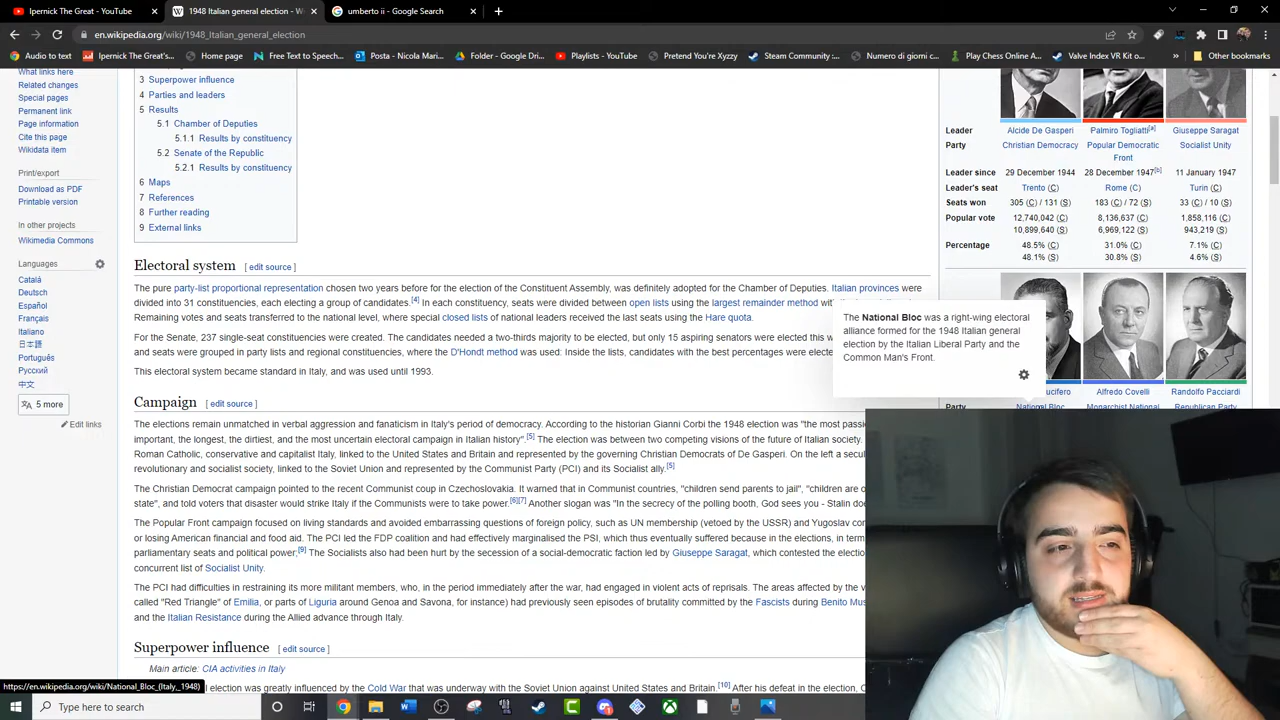 Ipernick The Great - YouTube
1948 Italian general election - W
umberto ii - Google Search
en.wikipedia.org/wiki/1948_Italian_general_election
Audio to text
Ipernick The Great's...
Home page
Free Text to Speech...
Posta - Nicola Mari...
Folder - Google Dri...
Playlists - YouTube
Pretend You're Xyzzy
Steam Community:...
Numero di giorni c...
Play Chess Online A...
Valve Index VR Kit o...
Other bookmarks
What links here
Related changes
Special pages
Permanent link
Page information
Cite this page
Wikidata item
Print/export
Download as PDF
Printable version
In other projects
Wikimedia Commons
Languages
Català
Deutsch
Español
Français
Italiano
日本語
Português
Русский
中文
5 more
Edit links
3 Superpower influence
4 Parties and leaders
5 Results
5.1 Chamber of Deputies
5.1.1 Results by constituency
5.2 Senate of the Republic
5.2.1 Results by constituency
6 Maps
7 References
8 Further reading
9 External links
Electoral system [ edit source ]
The pure party-list proportional representation chosen two years before for the election of the Constituent Assembly, was definitely adopted for the Chamber of Deputies. Italian provinces were
divided into 31 constituencies, each electing a group of candidates.[4] In each constituency, seats were divided between open lists using the largest remainder method with
Remaining votes and seats transferred to the national level, where special closed lists of national leaders received the last seats using the Hare quota.
For the Senate, 237 single-seat constituencies were created. The candidates needed a two-thirds majority to be elected, but only 15 aspiring senators were elected this
and seats were grouped in party lists and regional constituencies, where the D'Hondt method was used: Inside the lists, candidates with the best percentages were
This electoral system became standard in Italy, and was used until 1993.
Campaign [ edit source ]
The elections remain unmatched in verbal aggression and fanaticism in Italy's period of democracy. According to the historian Gianni Corbi the 1948 election was "the most
important, the longest, the dirtiest, and the most uncertain electoral campaign in Italian history".[5] The election was between two competing visions of the future of Italian society.
Roman Catholic, conservative and capitalist Italy, linked to the United States and Britain and represented by the governing Christian Democrats of De Gasperi. On the left a
revolutionary and socialist society, linked to the Soviet Union and represented by the Communist Party (PCI) and its Socialist ally.[5]
The Christian Democrat campaign pointed to the recent Communist coup in Czechoslovakia. It warned that in Communist countries, "children send parents to jail", "children are
state", and told voters that disaster would strike Italy if the Communists were to take power.[6][7] Another slogan was "In the secrecy of the polling booth, God sees you - Stalin
The Popular Front campaign focused on living standards and avoided embarrassing questions of foreign policy, such as UN membership (vetoed by the USSR) and Yugoslav
or losing American financial and food aid. The PCI led the FDP coalition and had effectively marginalised the PSI, which thus eventually suffered because in the elections, in
parliamentary seats and political power;[9] The Socialists also had been hurt by the secession of a social-democratic faction led by Giuseppe Saragat, which contested the
concurrent list of Socialist Unity.
The PCI had difficulties in restraining its more militant members, who, in the period immediately after the war, had engaged in violent acts of reprisals. The areas affected by the
called "Red Triangle" of Emilia, or parts of Liguria around Genoa and Savona, for instance) had previously seen episodes of brutality committed by the Fascists during Benito
and the Italian Resistance during the Allied advance through Italy.
Superpower influence [ edit source ]
Main article: CIA activities in Italy
election was greatly influenced by the Cold War that was underway with the Soviet Union against United States and Britain.[10] After his defeat in the election,
Leader Alcide De Gasperi Palmiro Togliatti[a] Giuseppe Saragat
Party Christian Democracy Popular Democratic Front Socialist Unity
Leader since 29 December 1944 28 December 1947[b] 11 January 1947
Leader's seat Trento (C) Rome (C) Turin (C)
Seats won 305 (C) / 131 (S) 183 (C) / 72 (S) 33 (C) / 10 (S)
Popular vote 12,740,042 (C) 8,136,637 (C) 1,858,116 (C)
10,899,640 (S) 6,969,122 (S) 943,219 (S)
Percentage 48.5% (C) 31.0% (C) 7.1% (C)
48.1% (S) 30.8% (S) 4.6% (S)
The National Bloc was a right-wing electoral
alliance formed for the 1948 Italian general
election by the Italian Liberal Party and the
Common Man's Front.
Alfredo Covelli Randolfo Pacciardi
Party National Bloc Monarchist National Republican Party
https://en.wikipedia.org/wiki/National_Bloc_(Italy,_1948)
Type here to search